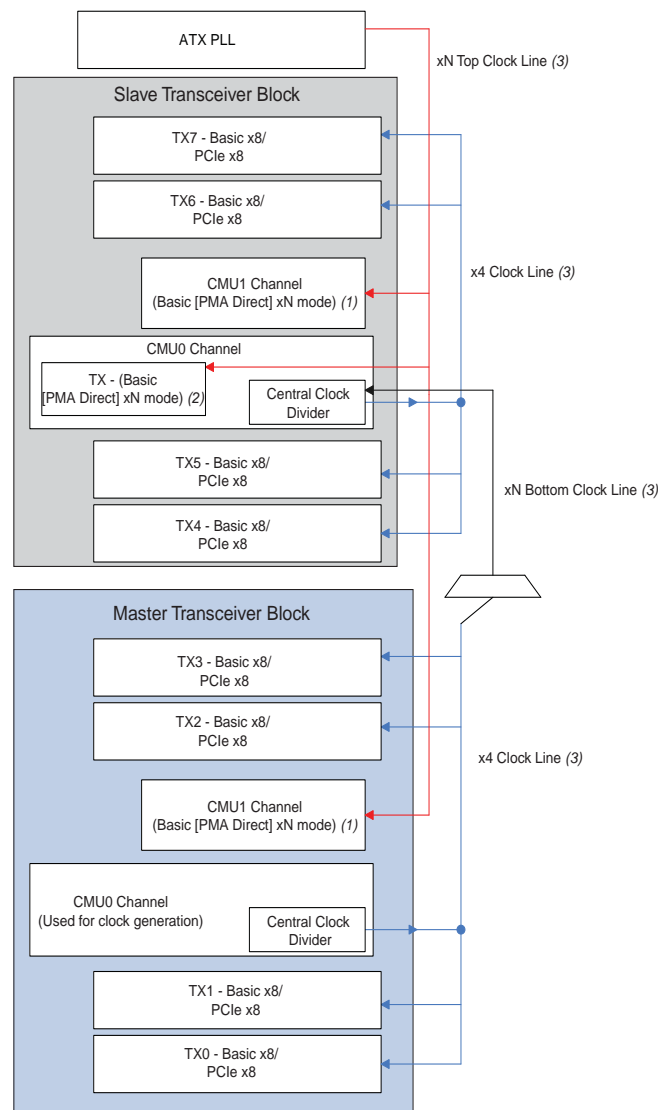 ATX PLL
xN Top Clock Line (3)
Slave Transceiver Block
TX7 - Basic x8/
PCIe x8
TX6 - Basic x8/
PCIe x8
CMU1 Channel
(Basic [PMA Direct] xN mode) (1)
x4 Clock Line (3)
CMU0 Channel
TX - (Basic
[PMA Direct] xN mode) (2)
Central Clock
Divider
TX5 - Basic x8/
PCIe x8
xN Bottom Clock Line (3)
TX4 - Basic x8/
PCIe x8
Master Transceiver Block
TX3 - Basic x8/
PCIe x8
TX2 - Basic x8/
PCIe x8
x4 Clock Line (3)
CMU1 Channel
(Basic [PMA Direct] xN mode) (1)
CMU0 Channel
(Used for clock generation)
Central Clock
Divider
TX1 - Basic x8/
PCIe x8
TX0 - Basic x8/
PCIe x8